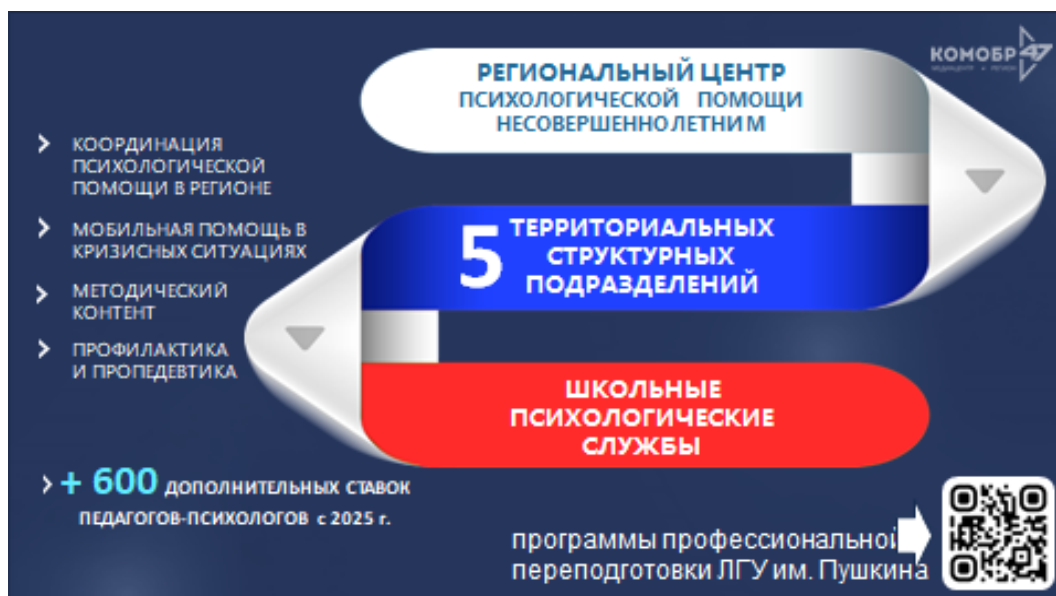 КОМОБР 47
РЕГИОНАЛЬНЫЙ ЦЕНТР
ПСИХОЛОГИЧЕСКОЙ ПОМОЩИ
НЕСОВЕРШЕННОЛЕТНИМ
КООРДИНАЦИЯ
ПСИХОЛОГИЧЕСКОЙ
ПОМОЩИ В РЕГИОНЕ
МОБИЛЬНАЯ ПОМОЩЬ В
КРИЗИСНЫХ СИТУАЦИЯХ
МЕТОДИЧЕСКИЙ
КОНТЕНТ
ПРОФИЛАКТИКА
И ПРОПЕДЕВТИКА
5 ТЕРРИТОРИАЛЬНЫХ
СТРУКТУРНЫХ
ПОДРАЗДЕЛЕНИЙ
ШКОЛЬНЫЕ
ПСИХОЛОГИЧЕСКИЕ
СЛУЖБЫ
+ 600 ДОПОЛНИТЕЛЬНЫХ СТАВОК
ПЕДАГОГОВ-ПСИХОЛОГОВ с 2025 г.
программы профессиональной
переподготовки ЛГУ им. Пушкина